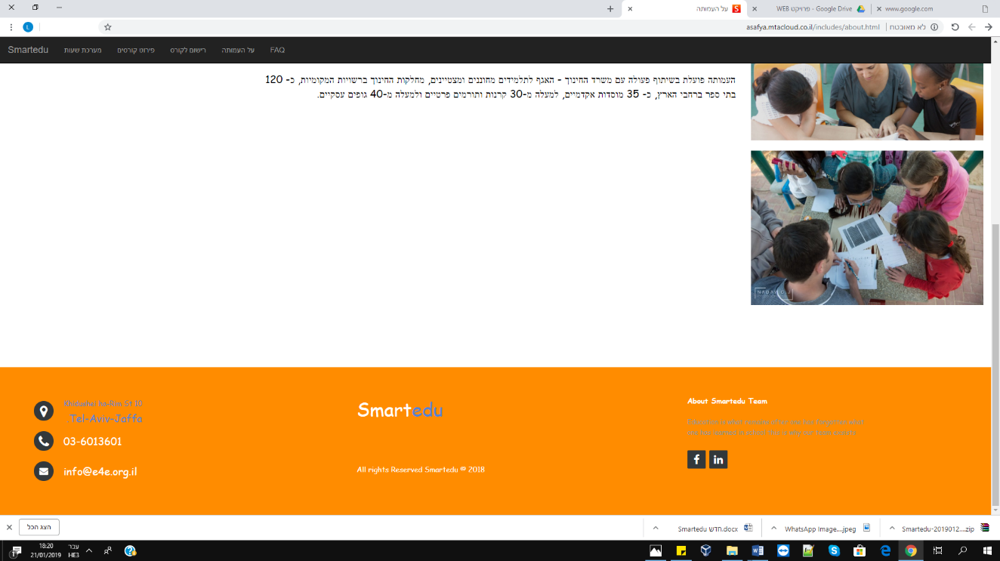 על העמותה
פרויקט WEB - Google Drive
www.google.com
asafya.mtacloud.co.il/includes/about.html
לא מאובטח
L
Smartedu
מערכת שעות
פירוט קורסים
רישום לקורס
על העמותה
FAQ
העמותה פועלת בשיתוף פעולה עם משרד החינוך - האגף לתלמידים מחוננים ומצטיינים, מחלקות החינוך ברשויות המקומיות, כ- 120
בתי ספר ברחבי הארץ, כ- 35 מוסדות אקדמיים, למעלה מ-30 קרנות ותורמים פרטיים ולמעלה מ-40 גופים עסקיים.
Khidushei ha-Rim St 10
.Tel-Aviv-Jaffa
03-6013601
info@e4e.org.il
Smartedu
All rights Reserved Smartedu © 2018
About Smartedu Team
הצג הכל
Smartedu חדש.docx
WhatsApp Image....jpeg
Smartedu-2019012....zip
18:20
21/01/2019
עבר
HE3